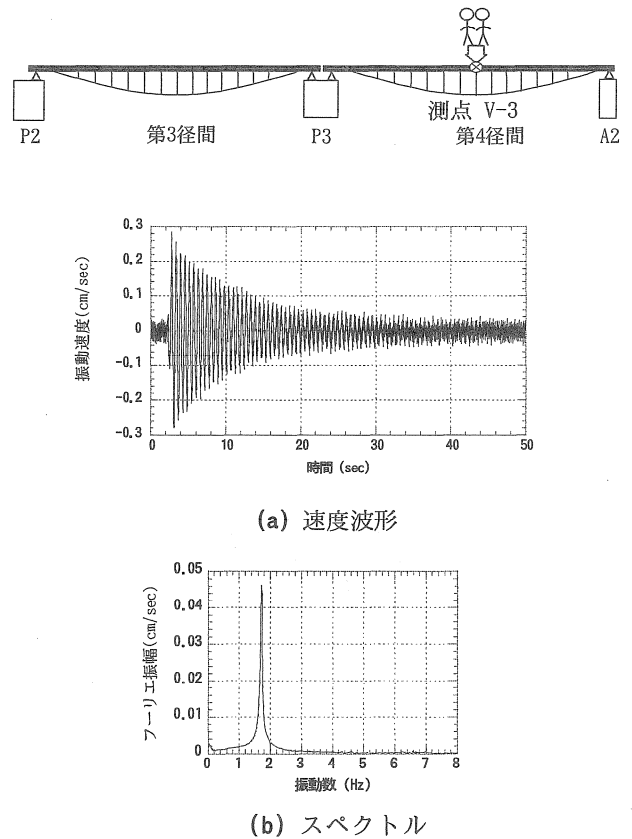 測点 V-3
P2 第3径間 P3 第4径間 A2
0.3
0.2
0.1
0
-0.1
-0.2
-0.3
振動速度(cm/sec)
0 10 20 30 40 50
時間 (sec)
(a) 速度波形
0.05
0.04
0.03
0.02
0.01
0
フーリエ振幅(cm/sec)
0 1 2 3 4 5 6 7 8
振動数 (Hz)
(b) スペクトル